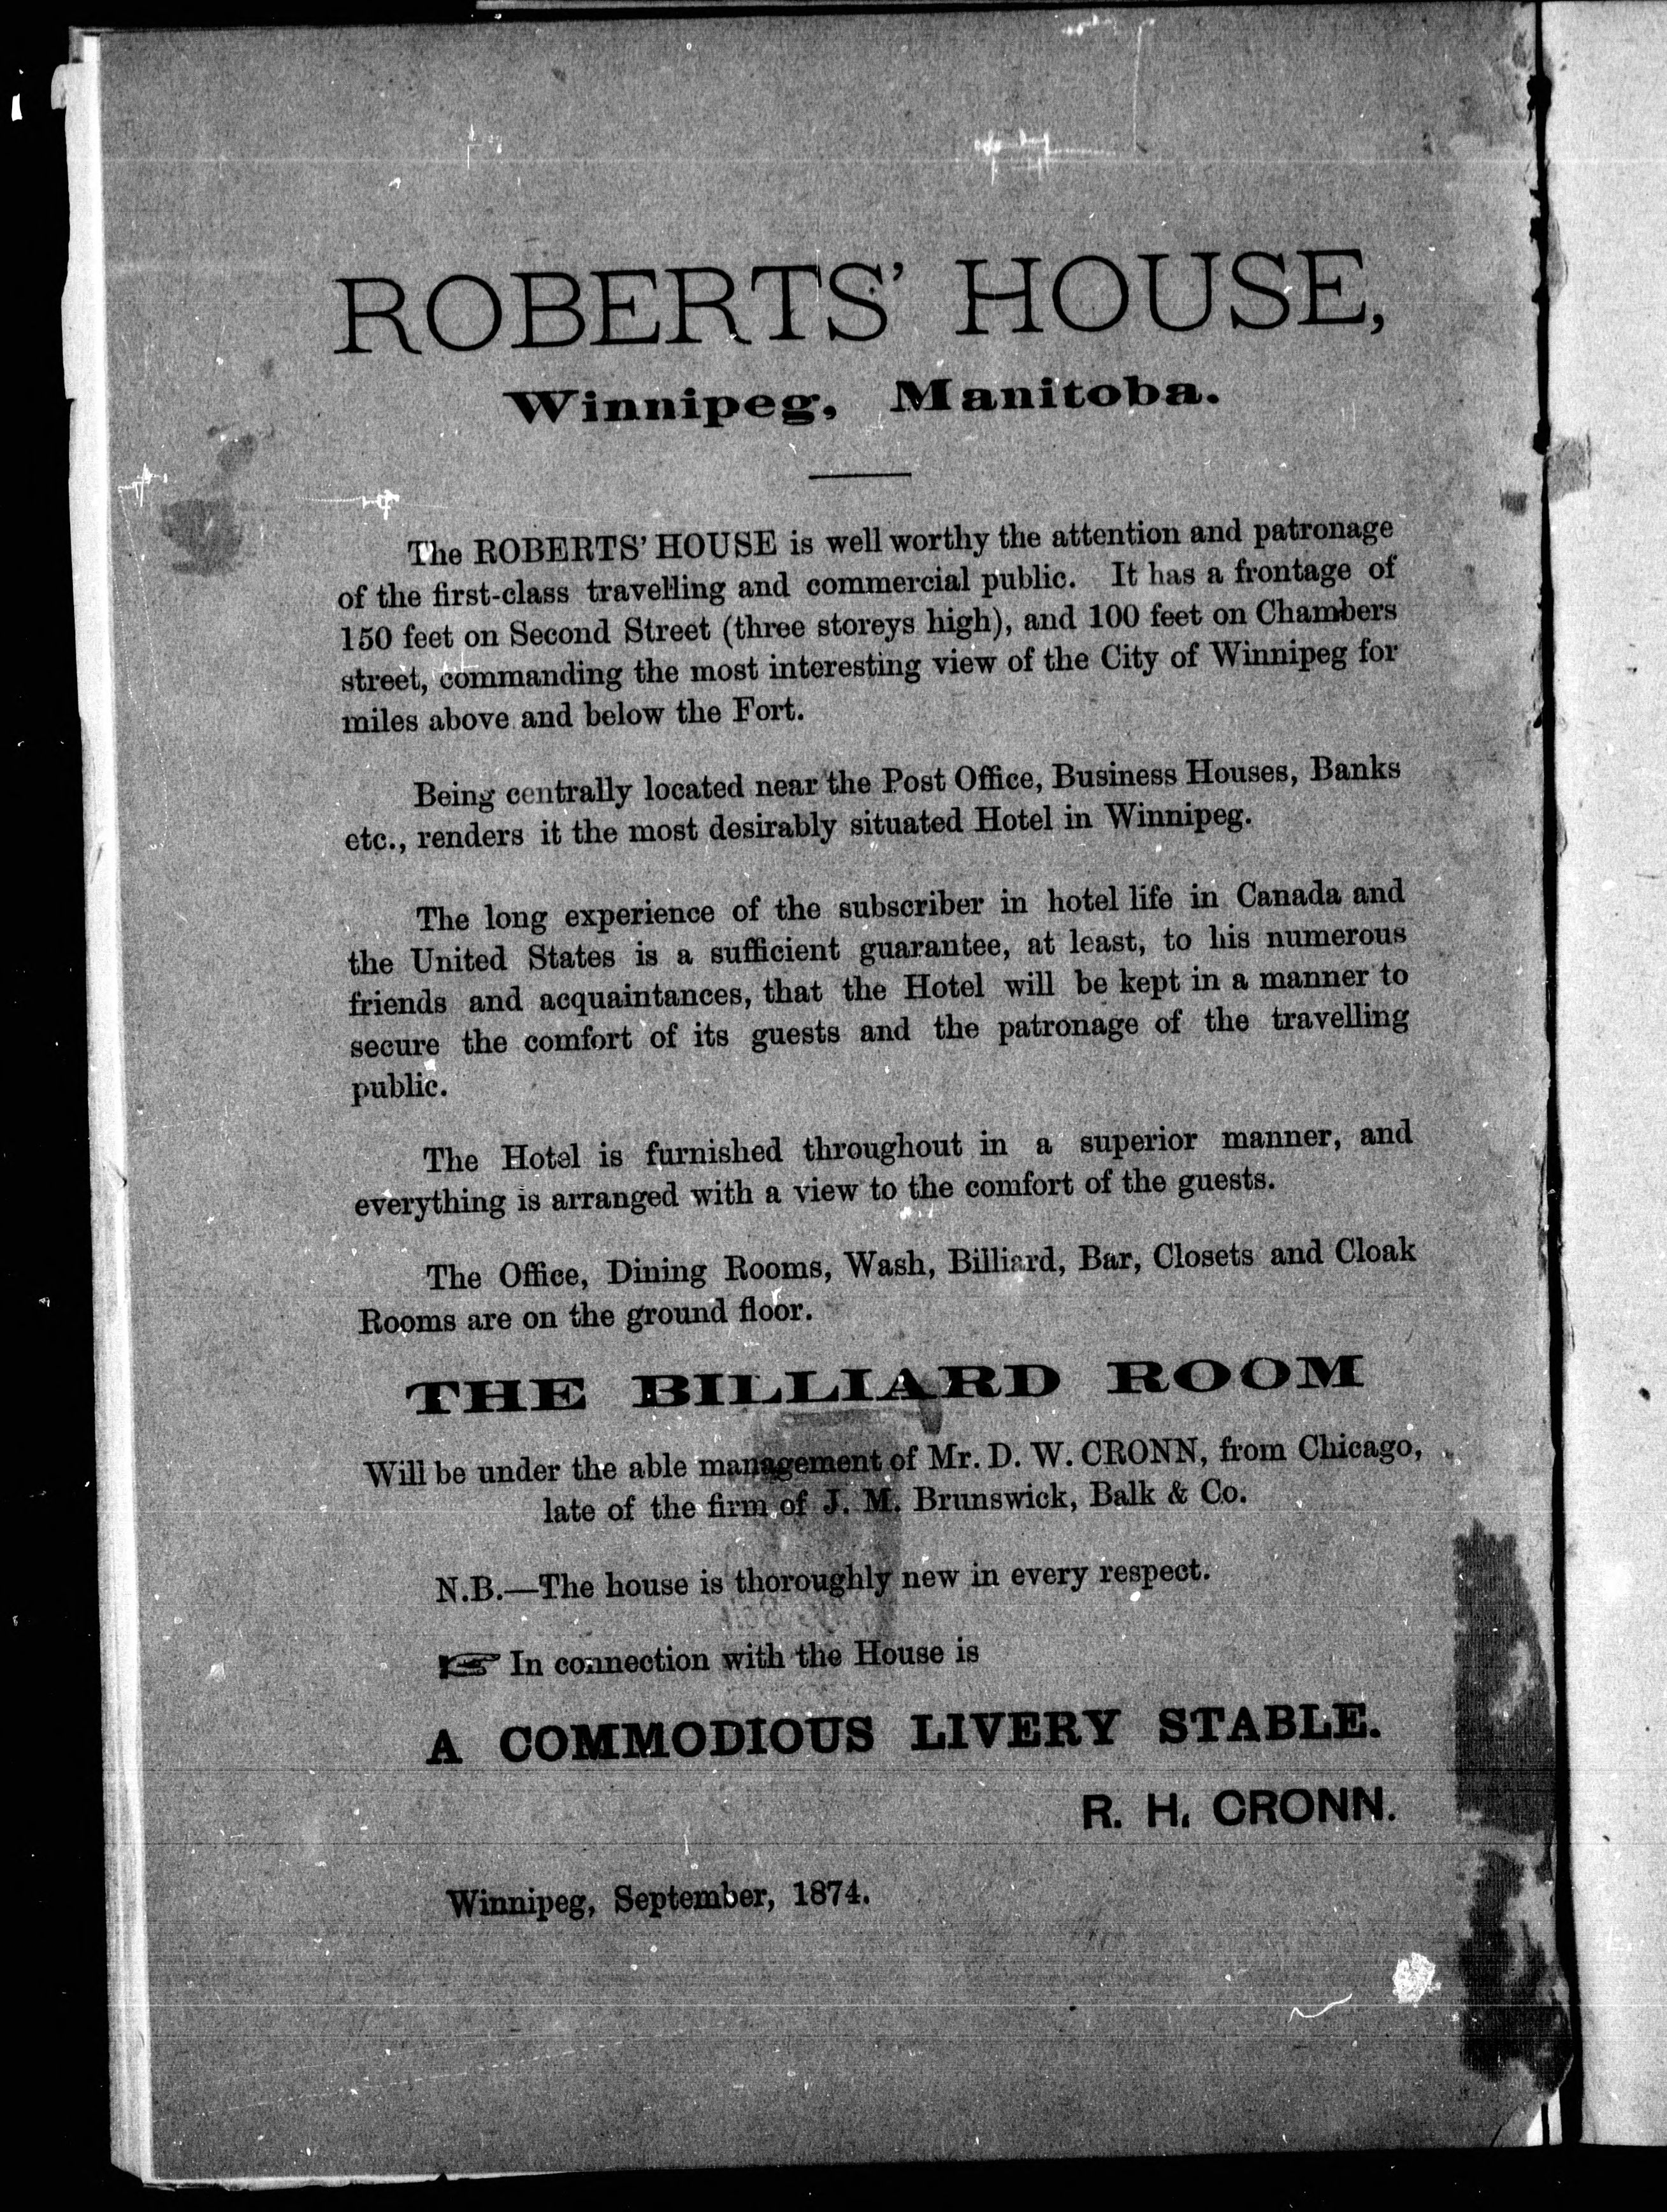 ROBERTS' HOUSE,
Winnipeg, Manitoba.
The ROBERTS' HOUSE is well worthy the attention and patronage
of the first-class travelling and commercial public. It has a frontage of
150 feet on Second Street (three storeys high), and 100 feet on Chambers
street, commanding the most interesting view of the City of Winnipeg for
miles above and below the Fort.
Being centrally located near the Post Office, Business Houses, Banks
etc., renders it the most desirably situated Hotel in Winnipeg.
The long experience of the subscriber in hotel life in Canada and
the United States is a sufficient guarantee, at least, to his numerous
friends and acquaintances, that the Hotel will be kept in a manner to
secure the comfort of its guests and the patronage of the travelling
public.
The Hotel is furnished throughout in a superior manner, and
everything is arranged with a view to the comfort of the guests.
The Office, Dining Rooms, Wash, Billiard, Bar, Closets and Cloak
Rooms are on the ground floor.
THE BILLIARD ROOM
Will be under the able management of Mr. D. W. CRONN, from Chicago,
late of the firm of J. M. Brunswick, Balk & Co.
N.B.—The house is thoroughly new in every respect.
☞ In connection with the House is
A COMMODIOUS LIVERY STABLE.
R. H. CRONN.
Winnipeg, September, 1874.